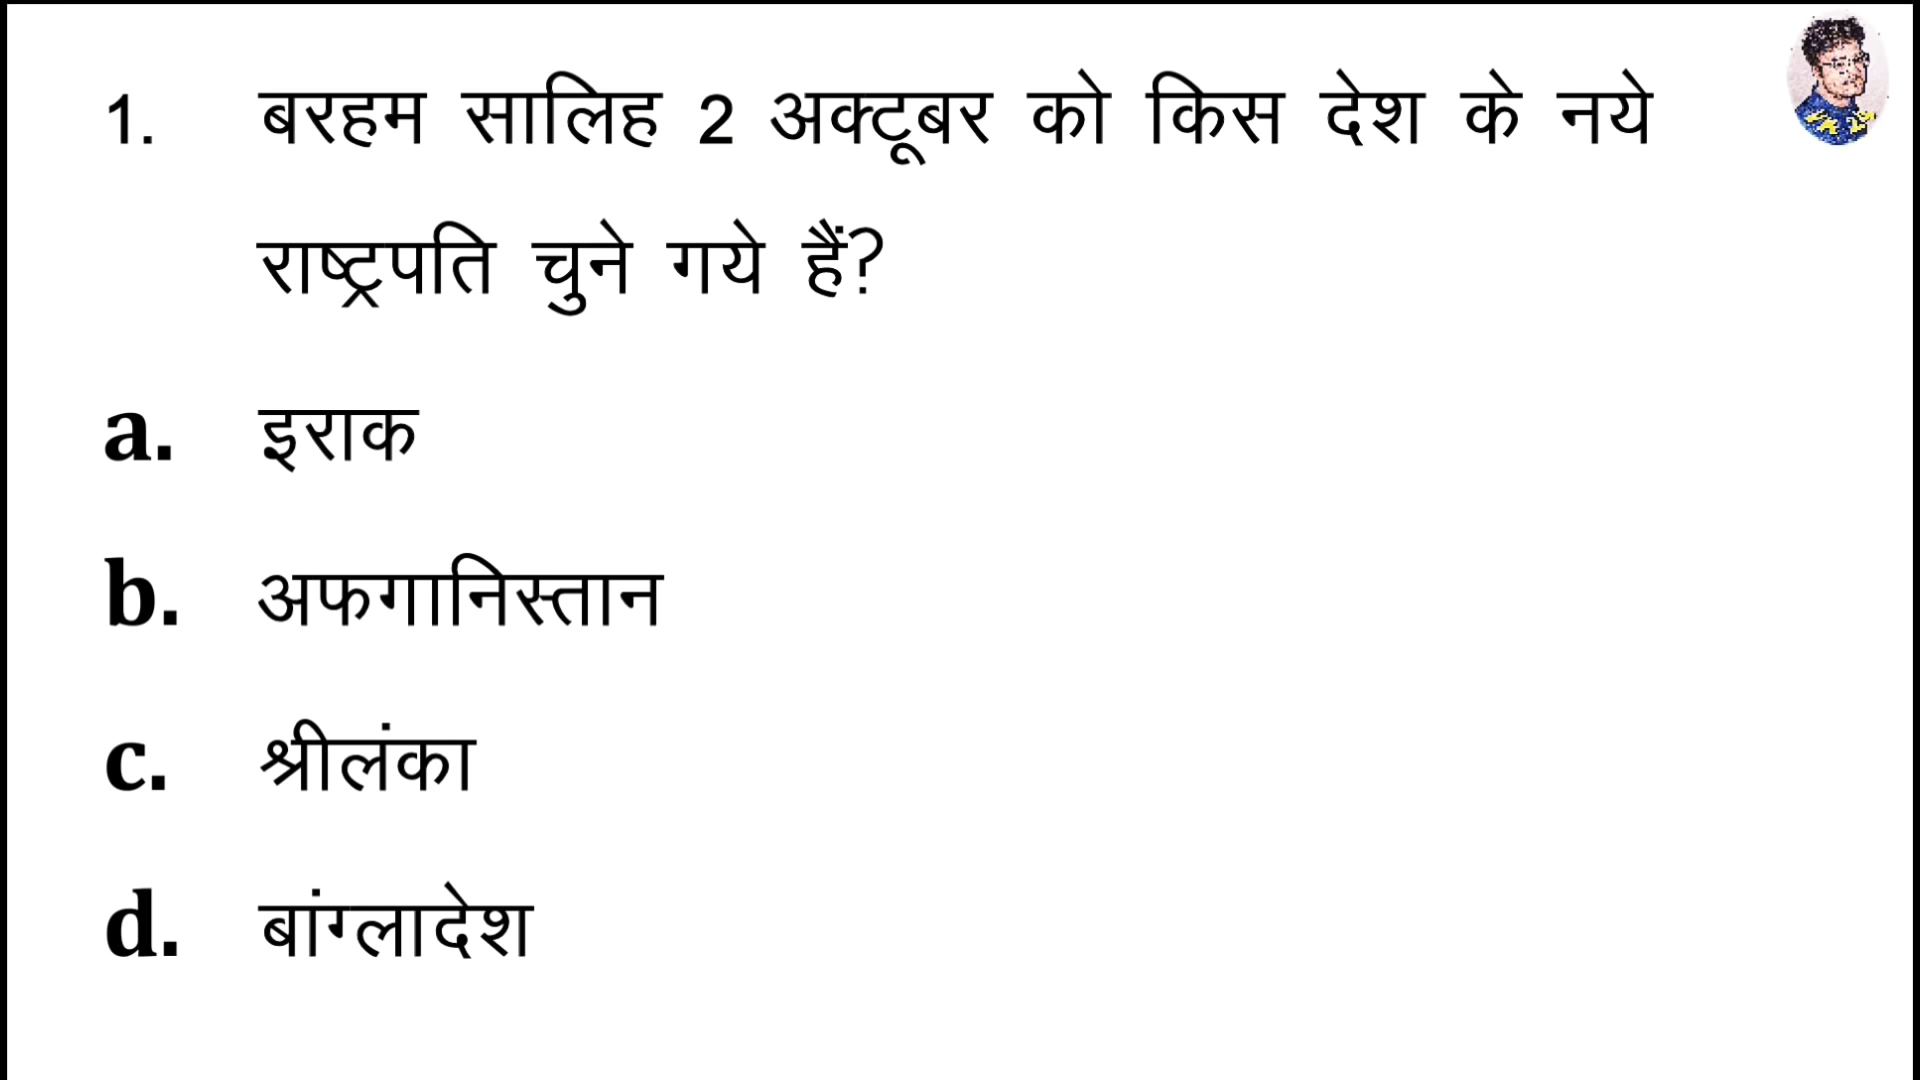 1. बरहम सालिह 2 अक्टूबर को किस देश के नये
राष्ट्रपति चुने गये हैं?
a. इराक
b. अफगानिस्तान
c. श्रीलंका
d. बांग्लादेश